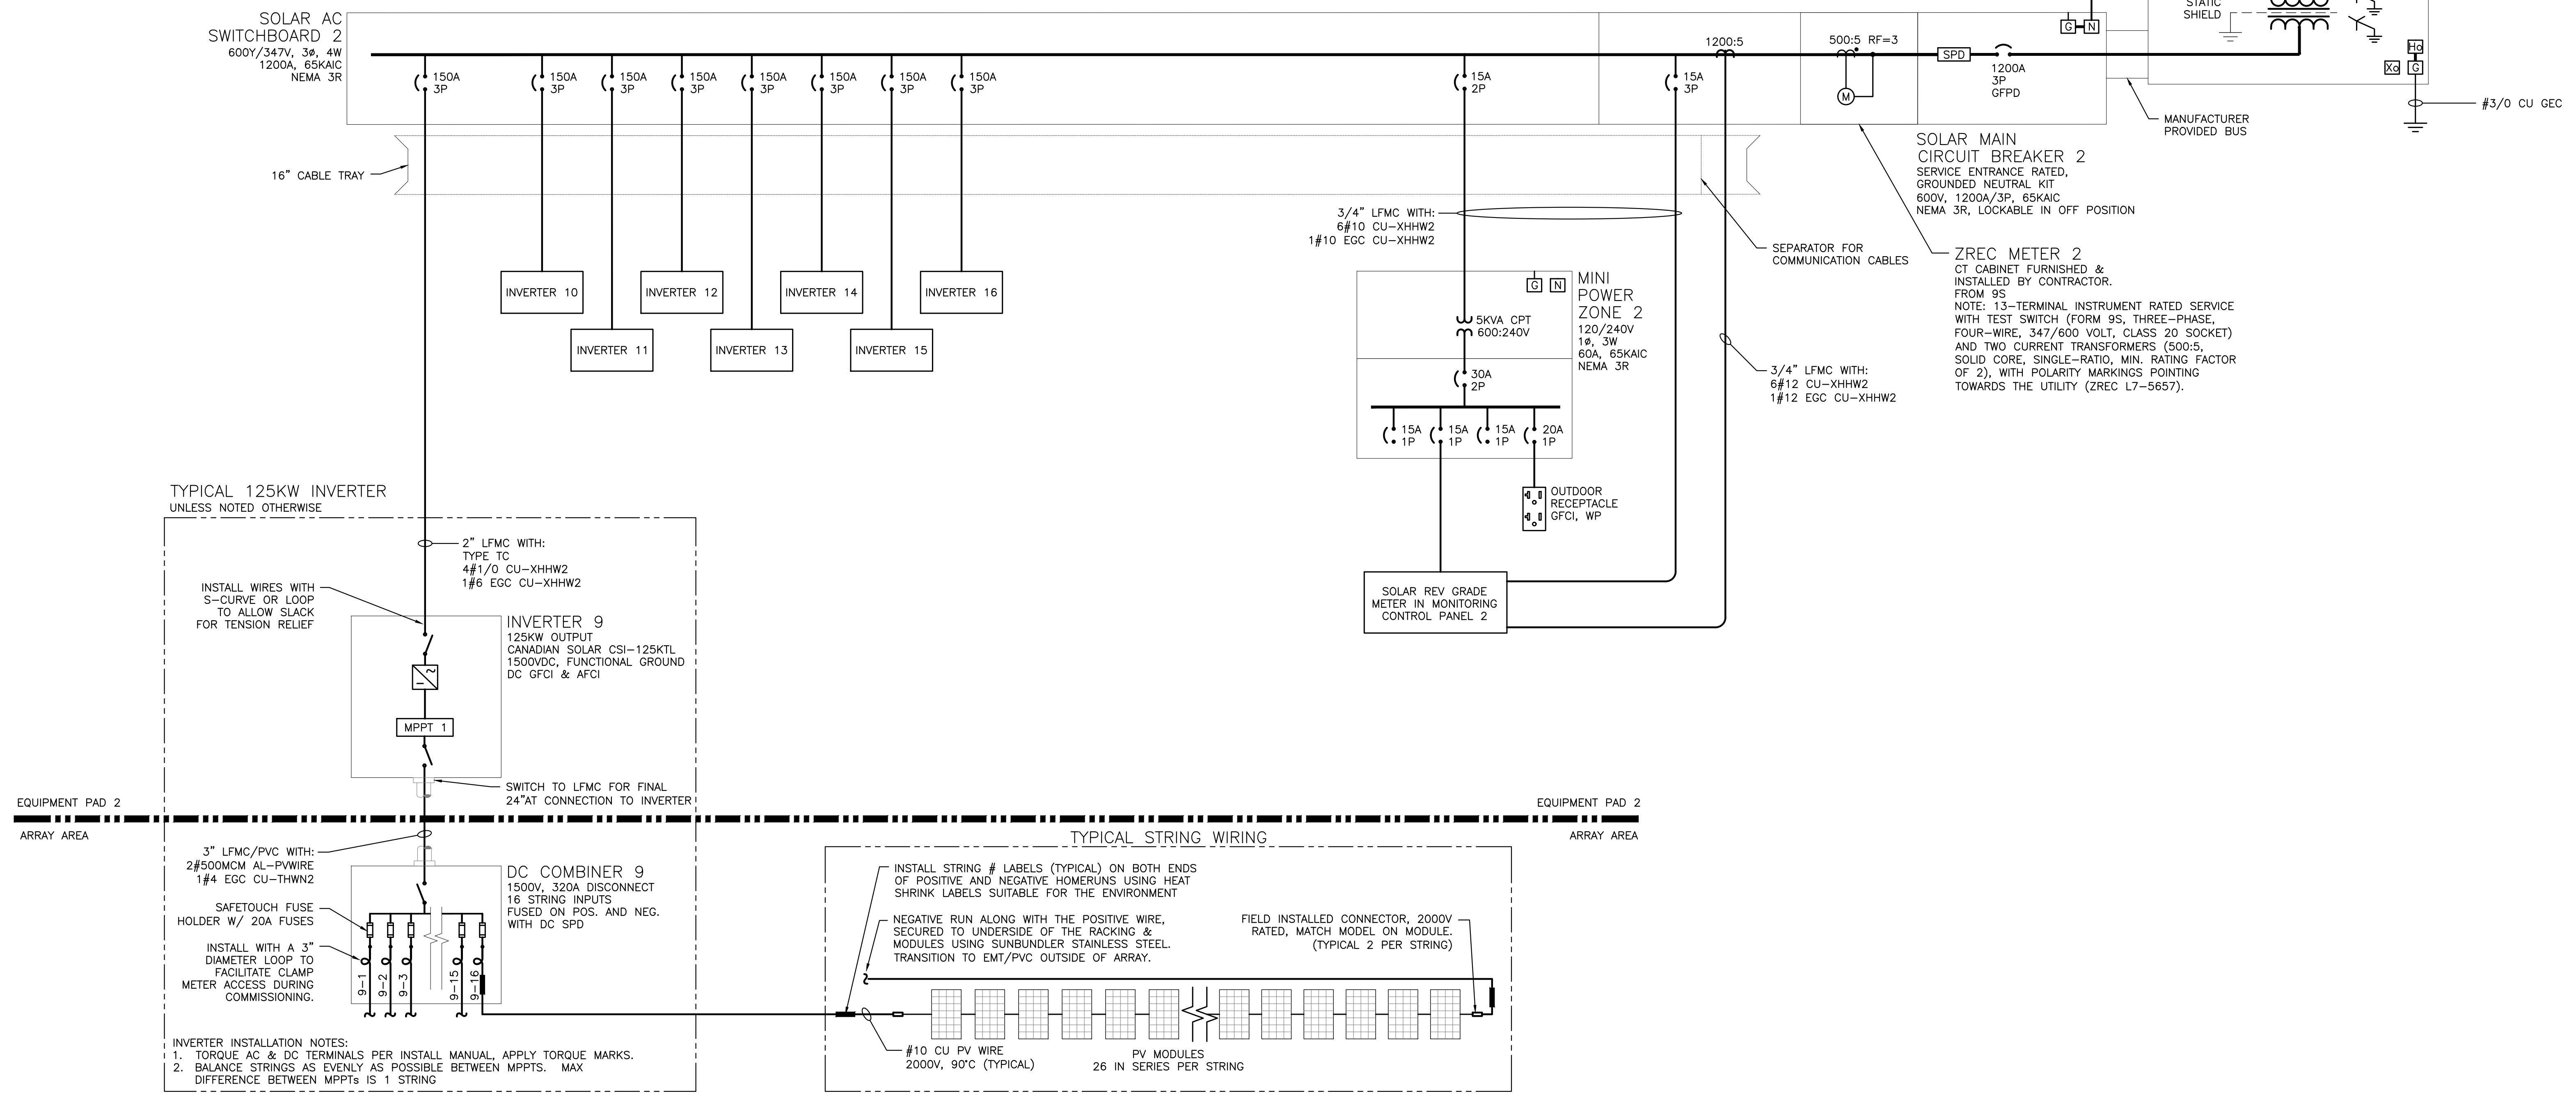 SOLAR AC
SWITCHBOARD 2
600Y/347V, 3ø, 4W
1200A, 65KAIC
NEMA 3R
150A
3P
150A
3P
150A
3P
150A
3P
150A
3P
150A
3P
150A
3P
150A
3P
15A
2P
15A
3P
1200:5
500:5 RF=3
M
SPD
1200A
3P
GFPD
G
N
STATIC
SHIELD
Ho
Xo
G
#3/0 CU GEC
MANUFACTURER
PROVIDED BUS
16" CABLE TRAY
SOLAR MAIN
CIRCUIT BREAKER 2
SERVICE ENTRANCE RATED,
GROUNDED NEUTRAL KIT
600V, 1200A/3P, 65KAIC
NEMA 3R, LOCKABLE IN OFF POSITION
3/4" LFMC WITH:
6#10 CU-XHHW2
1#10 EGC CU-XHHW2
SEPARATOR FOR
COMMUNICATION CABLES
ZREC METER 2
CT CABINET FURNISHED &
INSTALLED BY CONTRACTOR.
FROM 9S
NOTE: 13-TERMINAL INSTRUMENT RATED SERVICE
WITH TEST SWITCH (FORM 9S, THREE-PHASE,
FOUR-WIRE, 347/600 VOLT, CLASS 20 SOCKET)
AND TWO CURRENT TRANSFORMERS (500:5,
SOLID CORE, SINGLE-RATIO, MIN. RATING FACTOR
OF 2), WITH POLARITY MARKINGS POINTING
TOWARDS THE UTILITY (ZREC L7-5657).
INVERTER 10
INVERTER 12
INVERTER 14
INVERTER 16
INVERTER 11
INVERTER 13
INVERTER 15
G
N
MINI
POWER
ZONE 2
120/240V
1ø, 3W
60A, 65KAIC
NEMA 3R
5KVA CPT
600:240V
30A
2P
15A
1P
15A
1P
15A
1P
20A
1P
3/4" LFMC WITH:
6#12 CU-XHHW2
1#12 EGC CU-XHHW2
OUTDOOR
RECEPTACLE
GFCI, WP
SOLAR REV GRADE
METER IN MONITORING
CONTROL PANEL 2
TYPICAL 125KW INVERTER
UNLESS NOTED OTHERWISE
2" LFMC WITH:
TYPE TC
4#1/0 CU-XHHW2
1#6 EGC CU-XHHW2
INSTALL WIRES WITH
S-CURVE OR LOOP
TO ALLOW SLACK
FOR TENSION RELIEF
INVERTER 9
125KW OUTPUT
CANADIAN SOLAR CSI-125KTL
1500VDC, FUNCTIONAL GROUND
DC GFCI & AFCI
MPPT 1
SWITCH TO LFMC FOR FINAL
24"AT CONNECTION TO INVERTER
EQUIPMENT PAD 2
ARRAY AREA
EQUIPMENT PAD 2
ARRAY AREA
3" LFMC/PVC WITH:
2#500MCM AL-PVWIRE
1#4 EGC CU-THWN2
DC COMBINER 9
1500V, 320A DISCONNECT
16 STRING INPUTS
FUSED ON POS. AND NEG.
WITH DC SPD
SAFETOUCH FUSE
HOLDER W/ 20A FUSES
INSTALL WITH A 3"
DIAMETER LOOP TO
FACILITATE CLAMP
METER ACCESS DURING
COMMISSIONING.
9-1
9-2
9-3
9-15
9-16
INVERTER INSTALLATION NOTES:
1. TORQUE AC & DC TERMINALS PER INSTALL MANUAL, APPLY TORQUE MARKS.
2. BALANCE STRINGS AS EVENLY AS POSSIBLE BETWEEN MPPTS. MAX
DIFFERENCE BETWEEN MPPTs IS 1 STRING
TYPICAL STRING WIRING
INSTALL STRING # LABELS (TYPICAL) ON BOTH ENDS
OF POSITIVE AND NEGATIVE HOMERUNS USING HEAT
SHRINK LABELS SUITABLE FOR THE ENVIRONMENT
NEGATIVE RUN ALONG WITH THE POSITIVE WIRE,
SECURED TO UNDERSIDE OF THE RACKING &
MODULES USING SUNBUNDLER STAINLESS STEEL.
TRANSITION TO EMT/PVC OUTSIDE OF ARRAY.
FIELD INSTALLED CONNECTOR, 2000V
RATED, MATCH MODEL ON MODULE.
(TYPICAL 2 PER STRING)
#10 CU PV WIRE
2000V, 90°C (TYPICAL)
PV MODULES
26 IN SERIES PER STRING